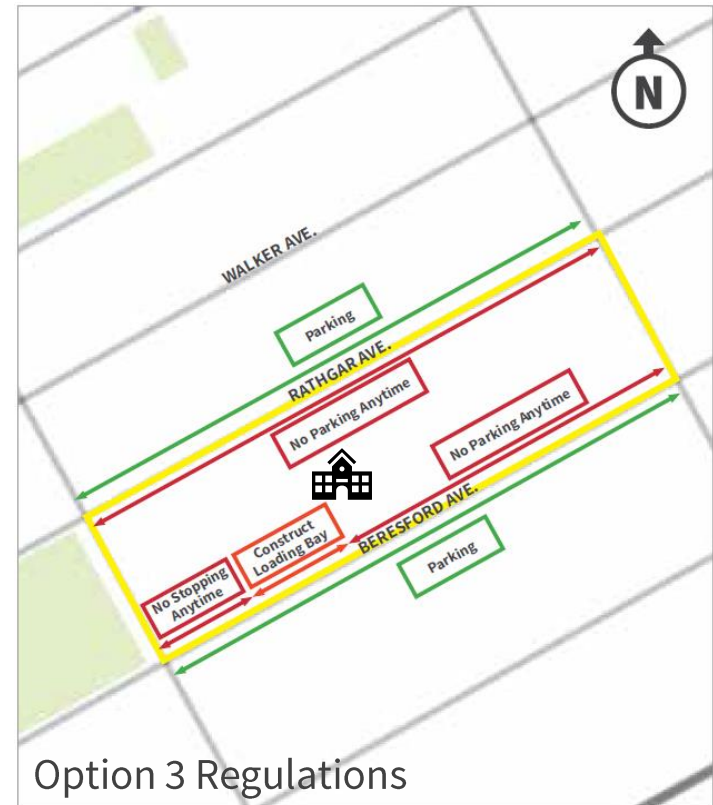 N
WALKER AVE.
Parking
RATHGAR AVE.
No Parking Anytime
No Parking Anytime
Construct
Loading Bay
BERESFORD AVE.
Parking
No Stopping
Anytime
Option 3 Regulations